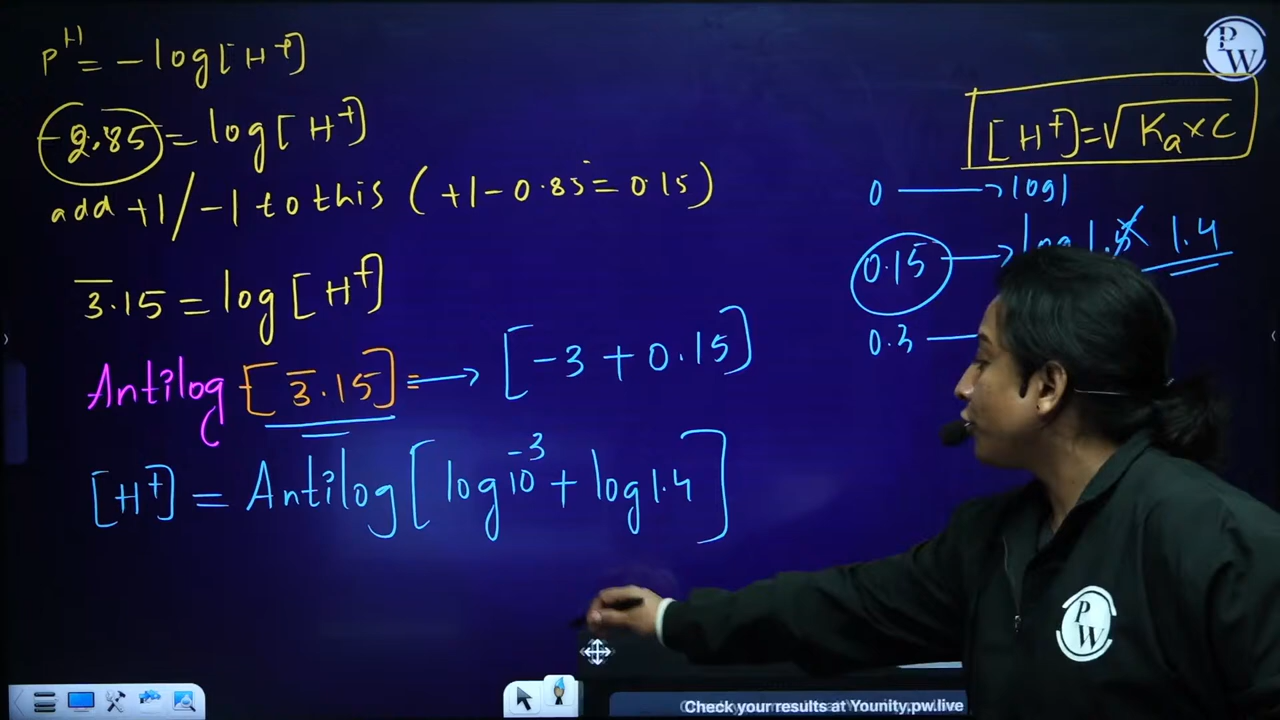 pH = -log[H+]
-2.85 = log[H+]
add +1/-1 to this (+1-0.85=0.15)
3̅.15 = log[H+]
Antilog [3̅.15] = → [-3 + 0.15]
[H+] = Antilog [log10⁻³ + log1.4]
PW
[H+] = √Ka×C
0 → log1
0.15 → log 1.4
0.3
PW
Check your results at Younity.pw.live